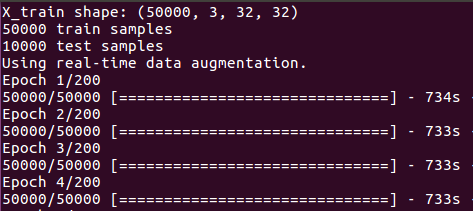 X_train shape: (50000, 3, 32, 32)
50000 train samples
10000 test samples
Using real-time data augmentation.
Epoch 1/200
50000/50000 [==============================] - 734s -
Epoch 2/200
50000/50000 [==============================] - 733s
Epoch 3/200
50000/50000 [==============================] - 733s
Epoch 4/200
50000/50000 [==============================] - 733s